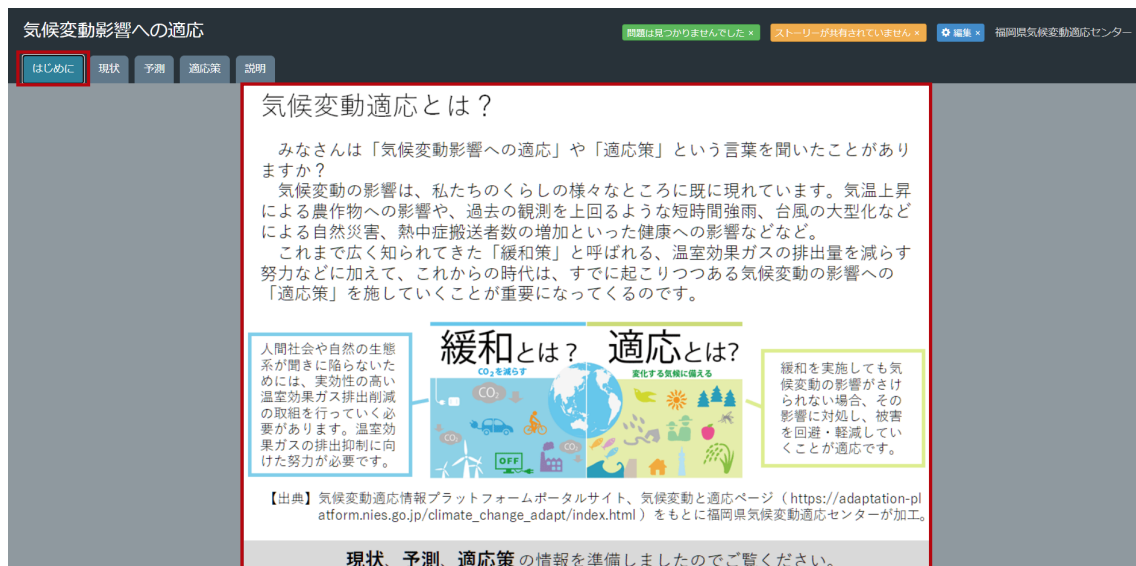 気候変動影響への適応
問題は見つかりませんでした ×
ストーリーが共有されていません ×
編集 ×
福岡県気候変動適応センター
はじめに
現状
予測
適応策
説明
気候変動適応とは？
みなさんは「気候変動影響への適応」や「適応策」という言葉を聞いたことがあり
ますか？
気候変動の影響は、私たちのくらしの様々なところに既に現れています。気温上昇
による農作物への影響や、過去の観測を上回るような短時間強雨、台風の大型化など
による自然災害、熱中症搬送者数の増加といった健康への影響などなど。
これまで広く知られてきた「緩和策」と呼ばれる、温室効果ガスの排出量を減らす
努力などに加えて、これからの時代は、すでに起こりつつある気候変動の影響への
「適応策」を施していくことが重要になってくるのです。
人間社会や自然の生態
系が聞きに陥らないた
めには、実効性の高い
温室効果ガス排出削減
の取組を行っていく必
要があります。温室効
果ガスの排出抑制に向
けた努力が必要です。
緩和とは？
CO₂を減らす
CO₂
CO₂
CO₂
OFF
適応とは?
変化する気候に備える
緩和を実施しても気
候変動の影響がさけ
られない場合、その
影響に対処し、被害
を回避・軽減してい
くことが適応です。
【出典】気候変動適応情報プラットフォームポータルサイト、気候変動と適応ページ（ https://adaptation-pl
atform.nies.go.jp/climate_change_adapt/index.html ）をもとに福岡県気候変動適応センターが加工。
現状、予測、適応策 の情報を準備しましたのでご覧ください。